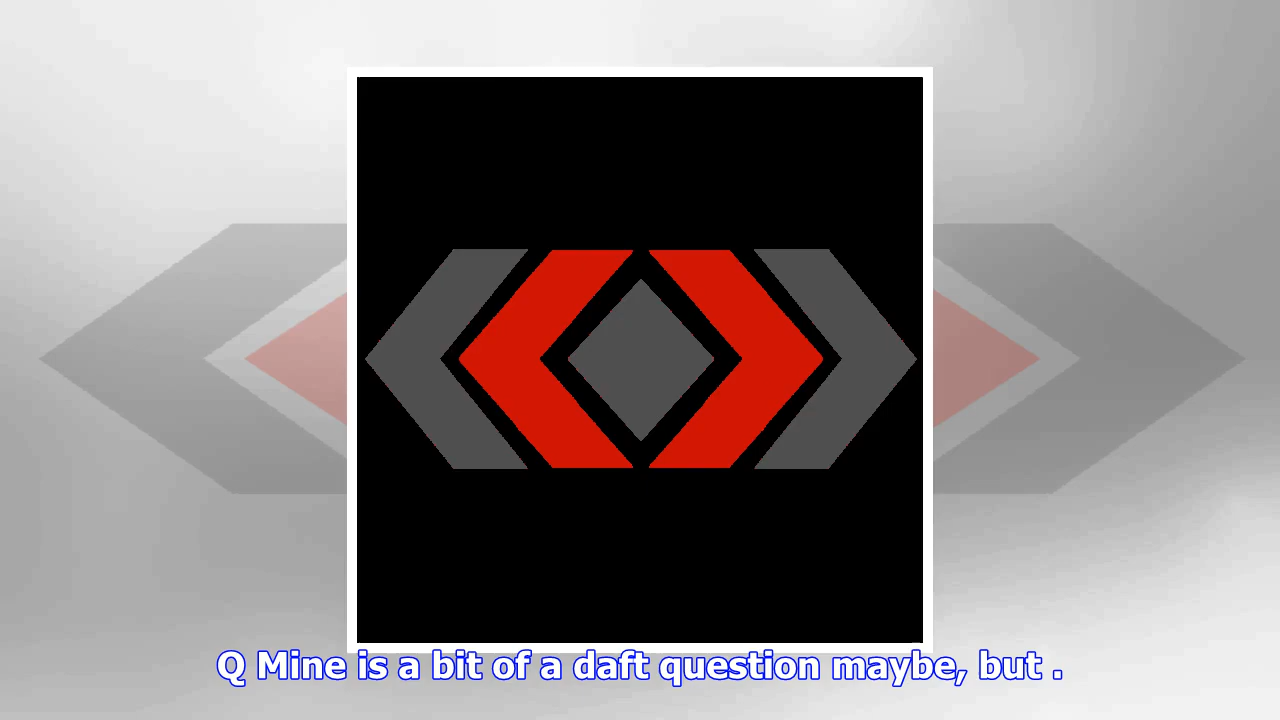 Q Mine is a bit of a daft question maybe, but .